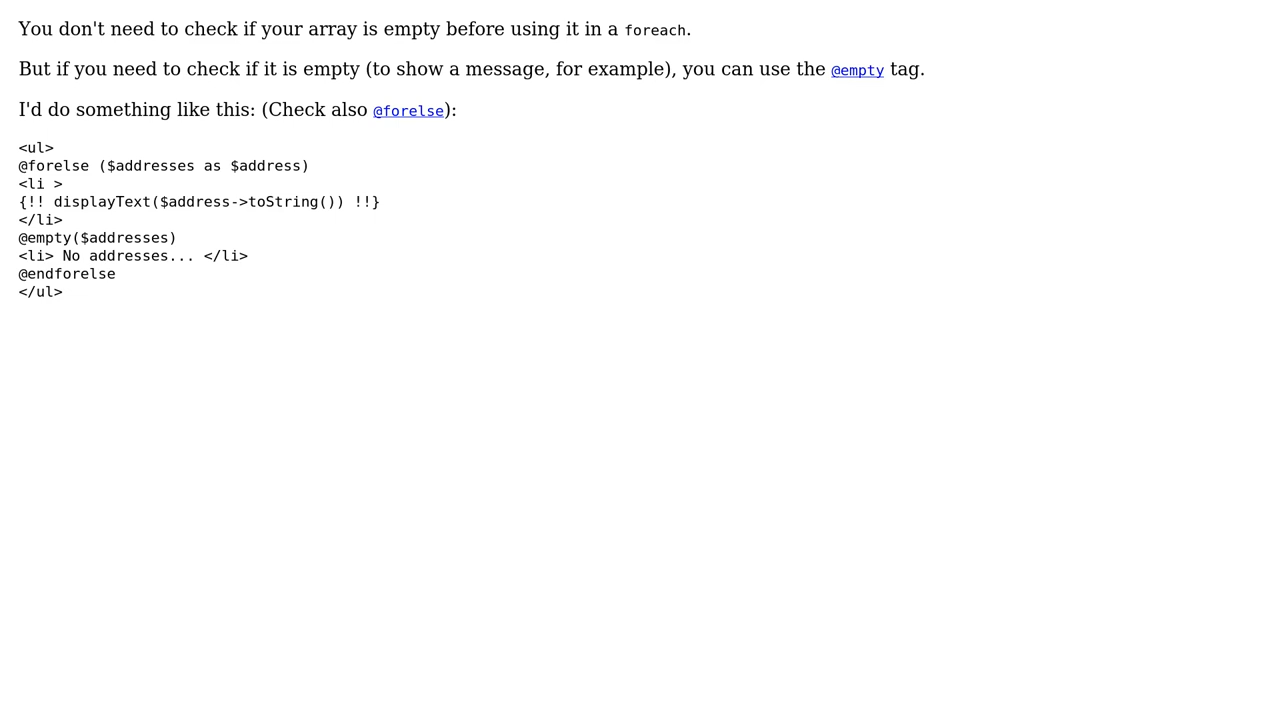 You don't need to check if your array is empty before using it in a foreach.
But if you need to check if it is empty (to show a message, for example), you can use the @empty tag.
I'd do something like this: (Check also @forelse):
<ul>
@forelse ($addresses as $address)
<li >
{!! displayText($address->toString()) !!}
</li>
@empty($addresses)
<li> No addresses... </li>
@endforelse
</ul>